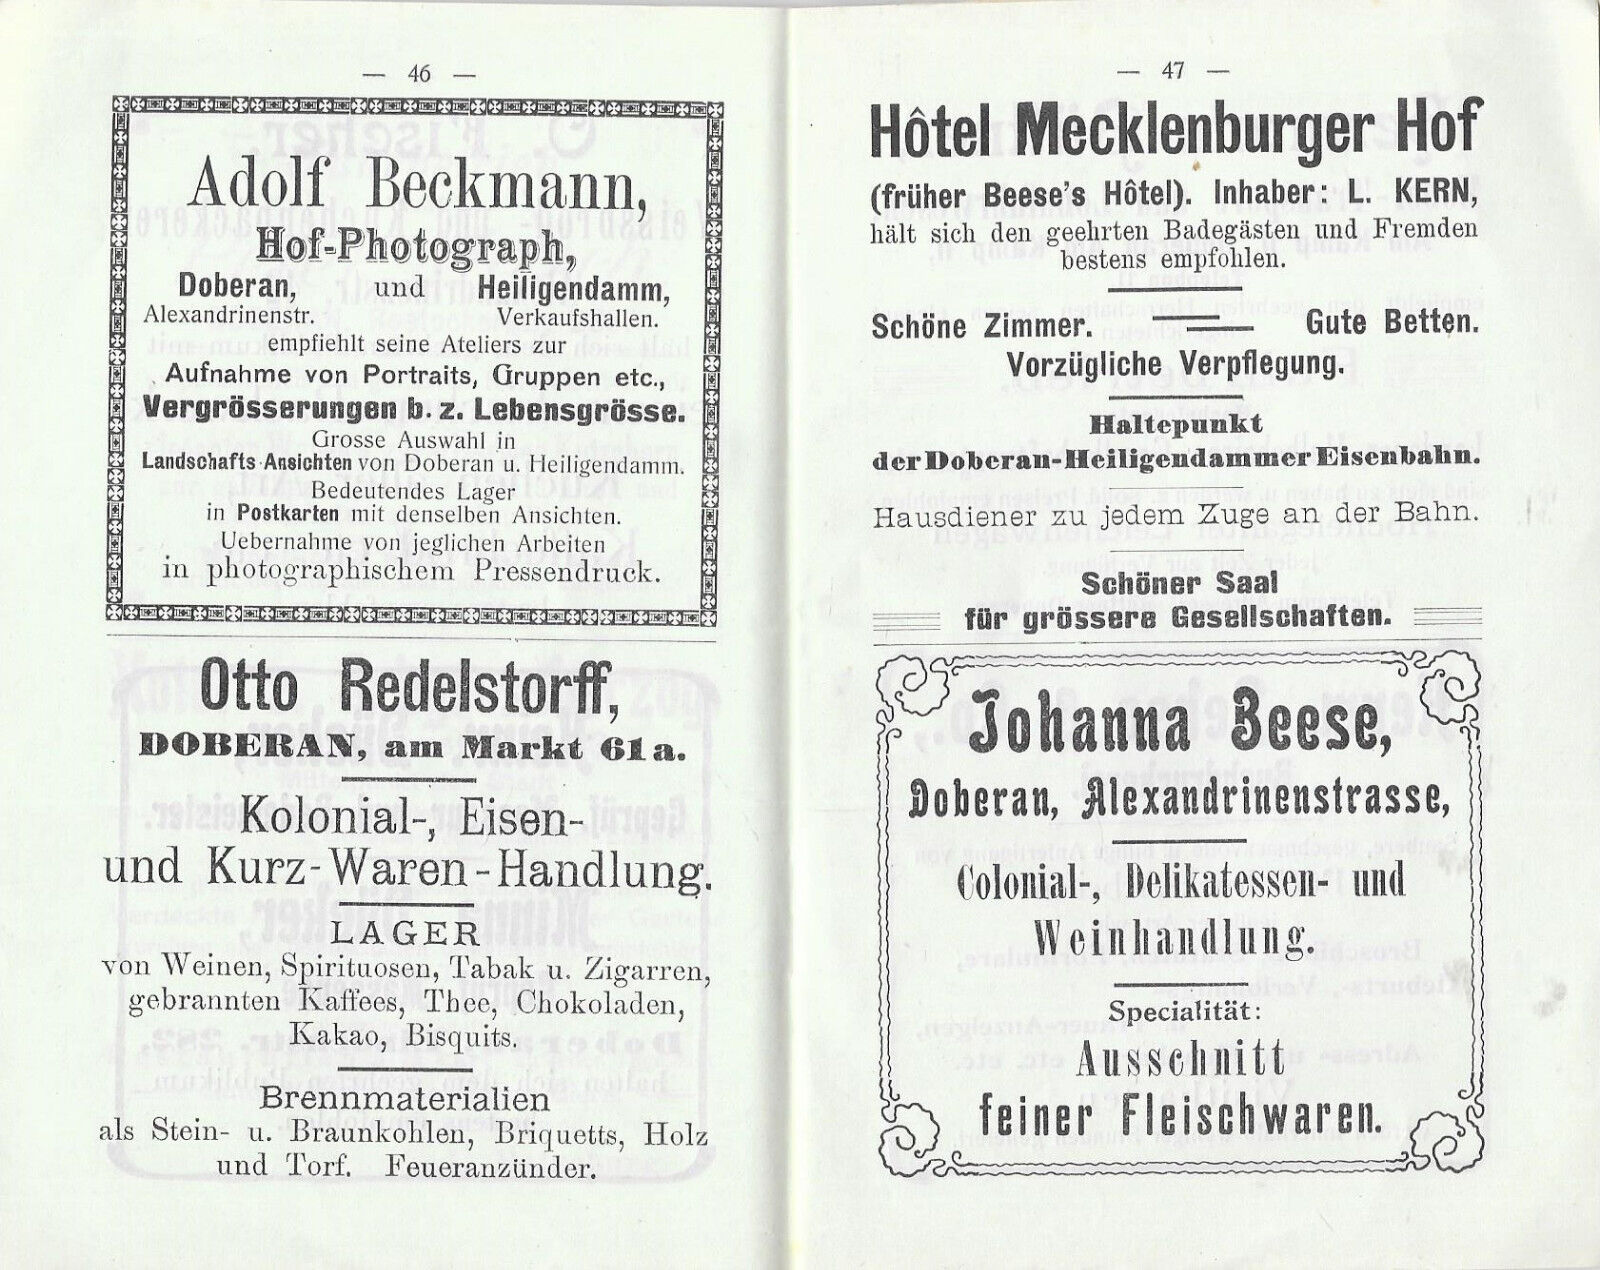 — 46 —
Adolf Beckmann,
Hof-Photograph,
Doberan, und Heiligendamm,
Alexandrinenstr. Verkaufshallen.
empfiehlt seine Ateliers zur
Aufnahme von Portraits, Gruppen etc.,
Vergrösserungen b. z. Lebensgrösse.
Grosse Auswahl in
Landschafts-Ansichten von Doberan u. Heiligendamm.
Bedeutendes Lager
in Postkarten mit denselben Ansichten.
Uebernahme von jeglichen Arbeiten
in photographischem Pressendruck.
Otto Redelstorff,
DOBERAN, am Markt 61a.
Kolonial-, Eisen-
und Kurz-Waren-Handlung.
LAGER
von Weinen, Spirituosen, Tabak u. Zigarren,
gebrannten Kaffees, Thee, Chokoladen,
Kakao, Bisquits.
Brennmaterialien
als Stein- u. Braunkohlen, Briquetts, Holz
und Torf. Feueranzünder.
— 47 —
Hôtel Mecklenburger Hof
(früher Beese's Hôtel). Inhaber: L. KERN,
hält sich den geehrten Badegästen und Fremden
bestens empfohlen.
Schöne Zimmer. Gute Betten.
Vorzügliche Verpflegung.
Haltepunkt
der Doberan-Heiligendammer Eisenbahn.
Hausdiener zu jedem Zuge an der Bahn.
Schöner Saal
für grössere Gesellschaften.
Johanna Beese,
Doberan, Alexandrinenstrasse,
Colonial-, Delikatessen- und
Weinhandlung.
Specialität:
Ausschnitt
feiner Fleischwaren.